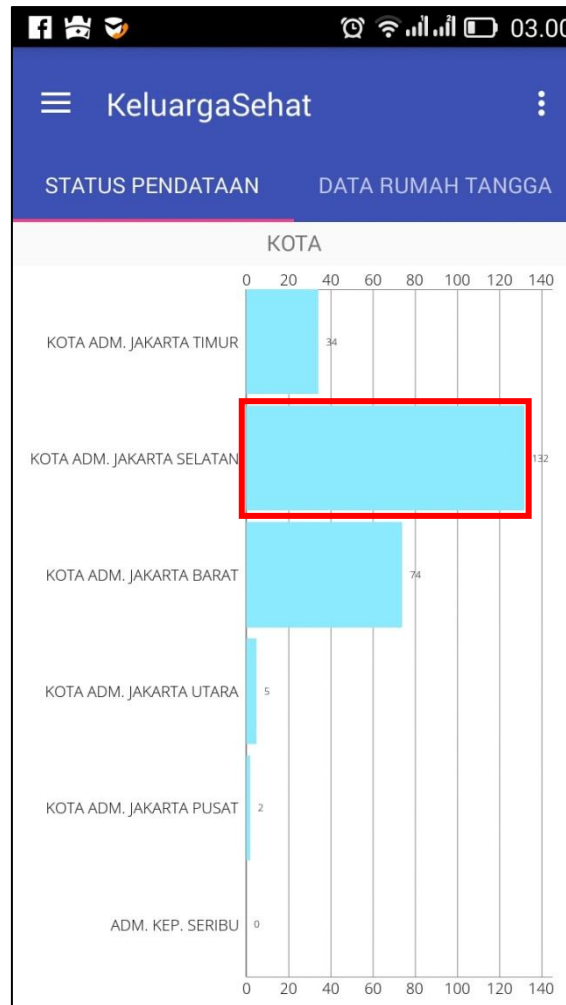 03.00
KeluargaSehat
STATUS PENDATAAN DATA RUMAH TANGGA
KOTA
0 20 40 60 80 100 120 140
KOTA ADM. JAKARTA TIMUR 34
KOTA ADM. JAKARTA SELATAN 132
KOTA ADM. JAKARTA BARAT 74
KOTA ADM. JAKARTA UTARA 5
KOTA ADM. JAKARTA PUSAT 2
ADM. KEP. SERIBU 0
0 20 40 60 80 100 120 140